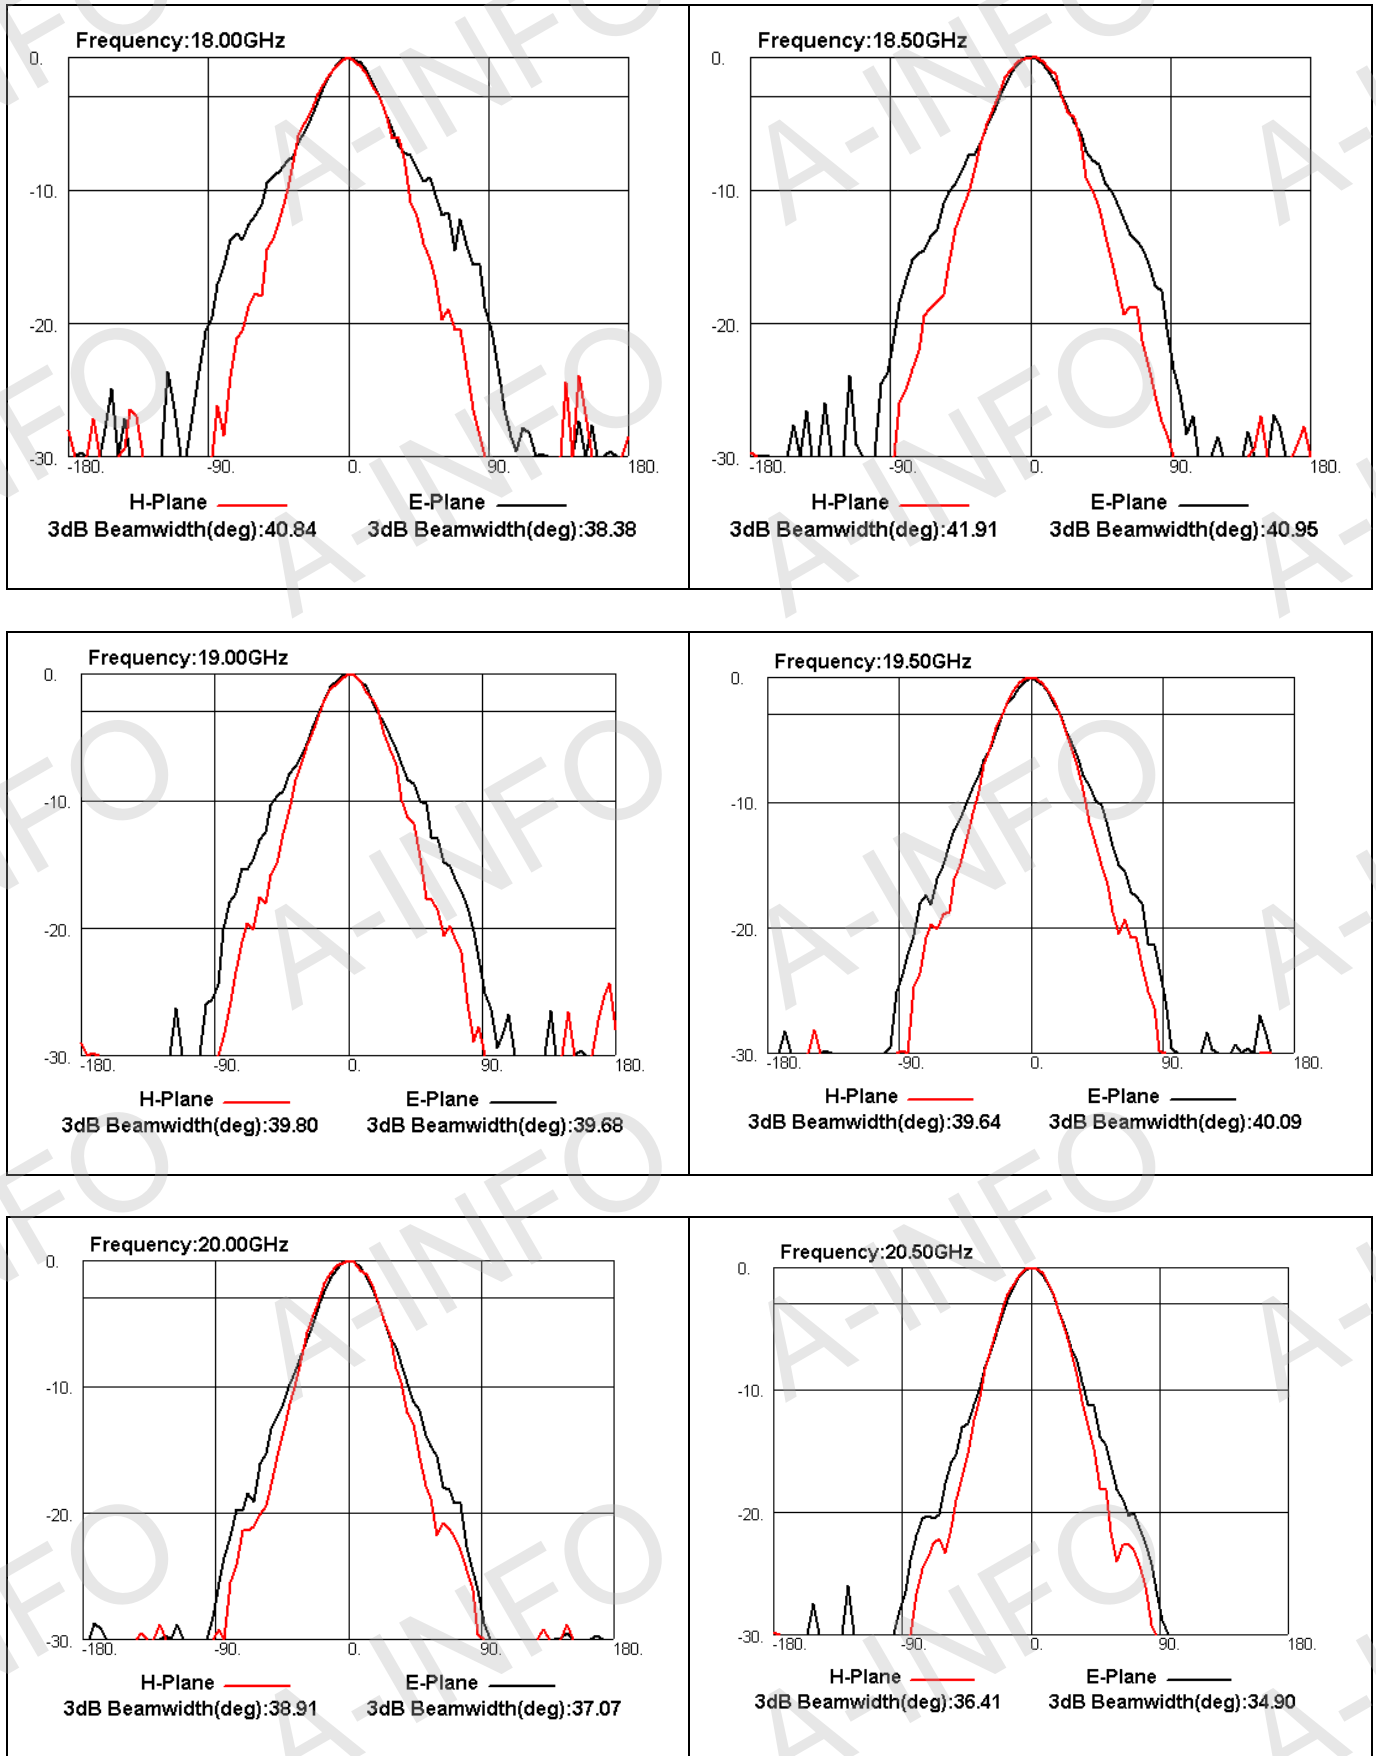 Frequency:18.00GHz
0.
-10.
-20.
-30.
-180. -90. 0. 90. 180.
H-Plane E-Plane
3dB Beamwidth(deg):40.84 3dB Beamwidth(deg):38.38
Frequency:18.50GHz
0.
-10.
-20.
-30.
-180. -90. 0. 90. 180.
H-Plane E-Plane
3dB Beamwidth(deg):41.91 3dB Beamwidth(deg):40.95
Frequency:19.00GHz
0.
-10.
-20.
-30.
-180. -90. 0. 90. 180.
H-Plane E-Plane
3dB Beamwidth(deg):39.80 3dB Beamwidth(deg):39.68
Frequency:19.50GHz
0.
-10.
-20.
-30.
-180. -90. 0. 90. 180.
H-Plane E-Plane
3dB Beamwidth(deg):39.64 3dB Beamwidth(deg):40.09
Frequency:20.00GHz
0.
-10.
-20.
-30.
-180. -90. 0. 90. 180.
H-Plane E-Plane
3dB Beamwidth(deg):38.91 3dB Beamwidth(deg):37.07
Frequency:20.50GHz
0.
-10.
-20.
-30.
-180. -90. 0. 90. 180.
H-Plane E-Plane
3dB Beamwidth(deg):36.41 3dB Beamwidth(deg):34.90
A-INFO